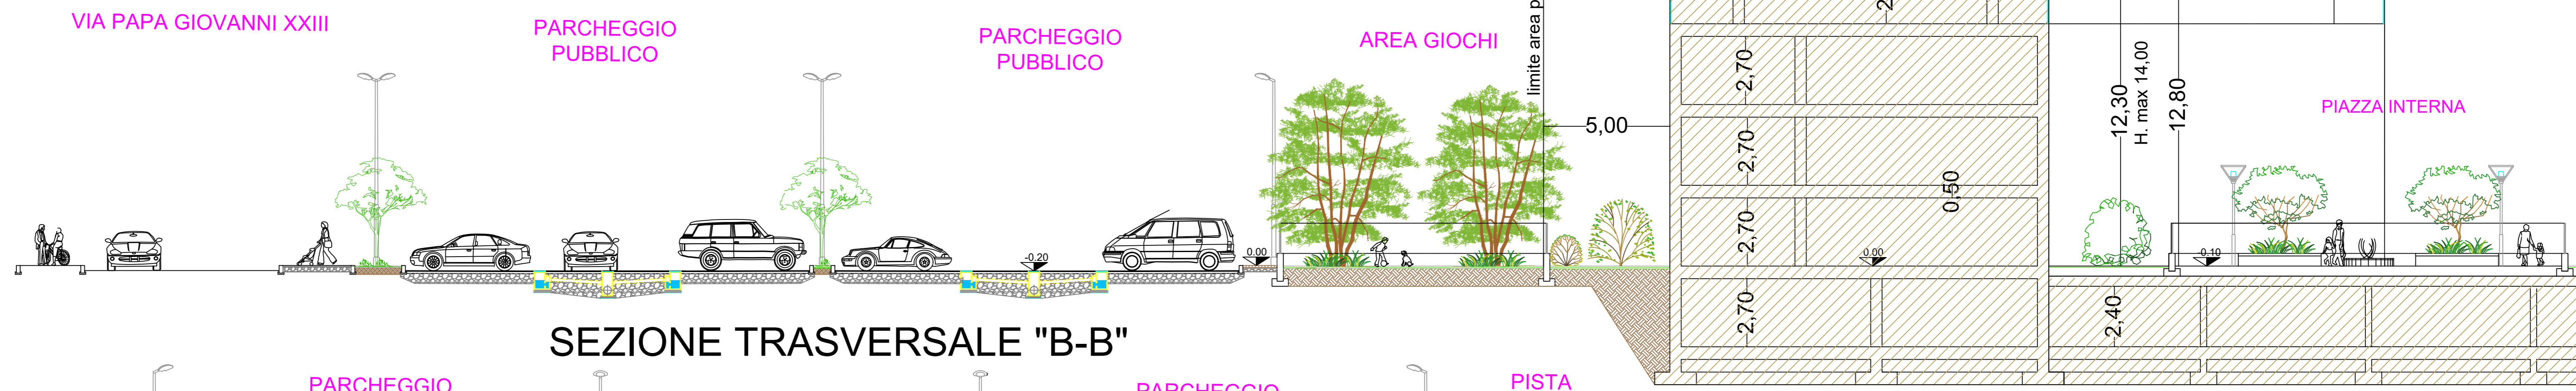 VIA PAPA GIOVANNI XXIII
PARCHEGGIO
PUBBLICO
PARCHEGGIO
PUBBLICO
AREA GIOCHI
limite area
5,00
2,70
2,70
2,70
2,70
0,50
12,30
H. max 14,00
12,80
PIAZZA INTERNA
-0.20
0.00
0.00
0.10
2,40
SEZIONE TRASVERSALE "B-B"
PARCHEGGIO
PARCHEGGIO
PISTA